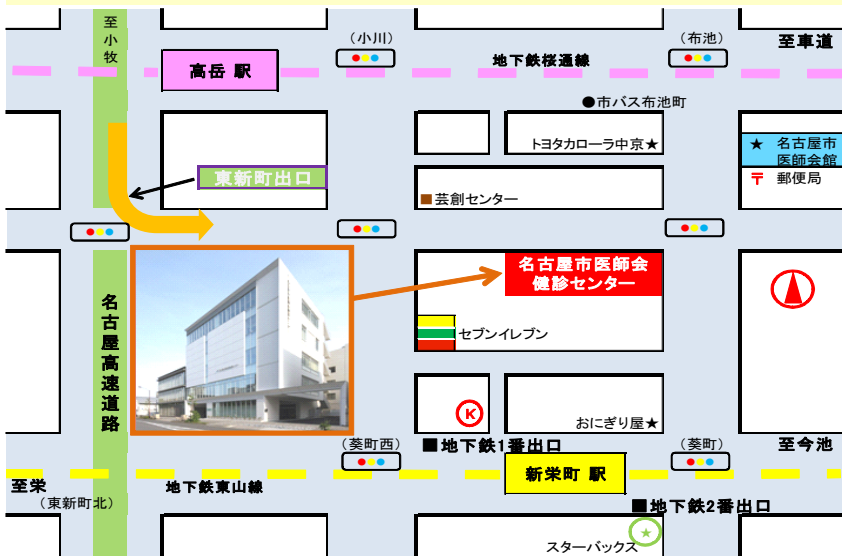 至小牧
(小川)
(布池)
至車道
高岳 駅
地下鉄桜通線
●市バス布池町
トヨタカローラ中京★
★ 名古屋市
医師会館
〒 郵便局
東新町出口
■芸創センター
名古屋市医師会
健診センター
名古屋高速道路
セブンイレブン
K
おにぎり屋★
(葵町西)
■地下鉄1番出口
(葵町)
至今池
新栄町 駅
至栄
地下鉄東山線
(東新町北)
■地下鉄2番出口
スターバックス
★